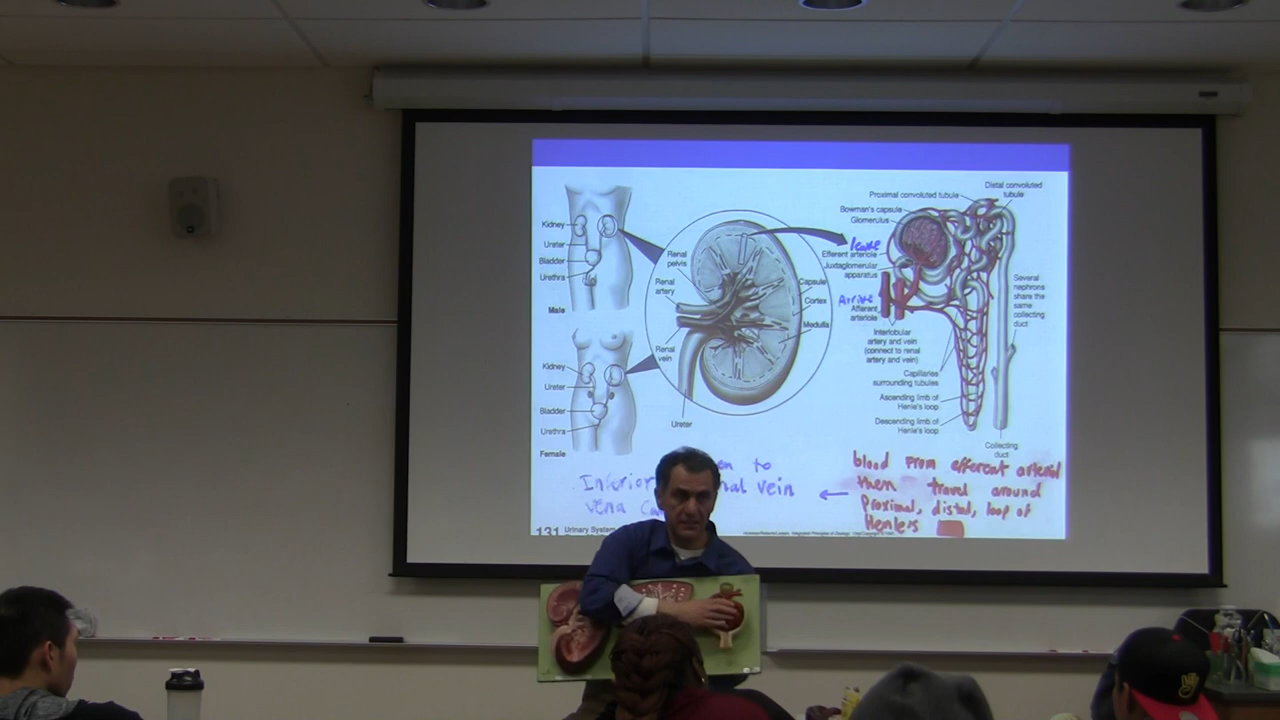 Kidney
Ureter
Bladder
Urethra
Male
Kidney
Ureter
Bladder
Urethra
Female
Renal
pelvis
Renal
artery
Renal
vein
Ureter
Capsule
Cortex
Medulla
Proximal convoluted tubule
Distal convoluted
tubule
Bowman's capsule
Glomerulus
leave
Efferent arteriole
Juxtaglomerular
apparatus
Arrive
Afferent
arteriole
Interlobular
artery and vein
(connect to renal
artery and vein)
Capillaries
surrounding tubules
Ascending limb of
Henle's loop
Descending limb of
Henle's loop
Several
nephrons
share the
same
collecting
duct
Collecting
duct
to
vein
vena
blood from efferent arterial
then travel around
Proximal, distal, loop of
Henlers
131 Urinary System